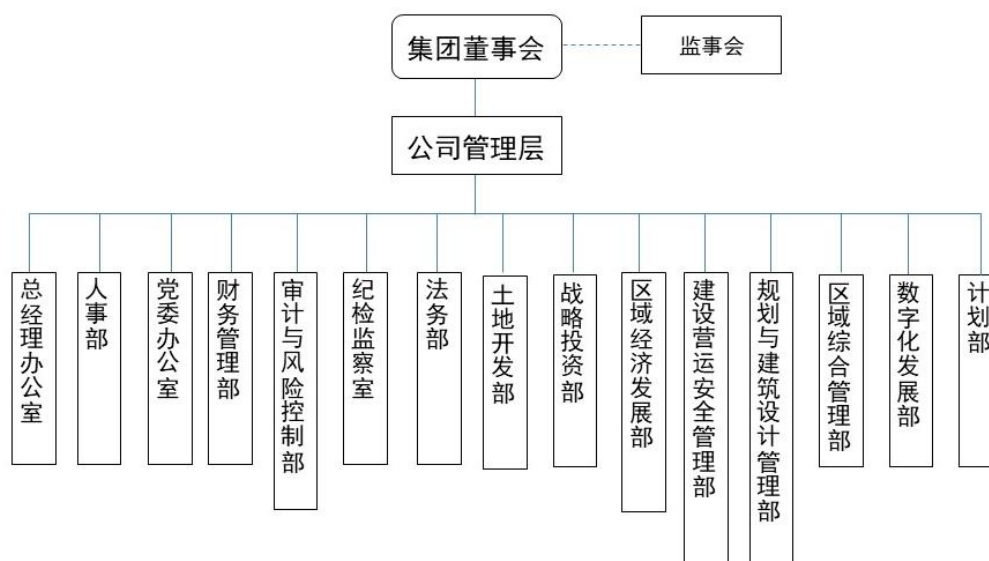 集团董事会
监事会
公司管理层
总经理办公室
人事部
党委办公室
财务管理部
审计与风险控制部
纪检监察室
法务部
土地开发部
战略投资部
区域经济发展部
建设营运安全管理部
规划与建筑设计管理部
区域综合管理部
数字化发展部
计划部